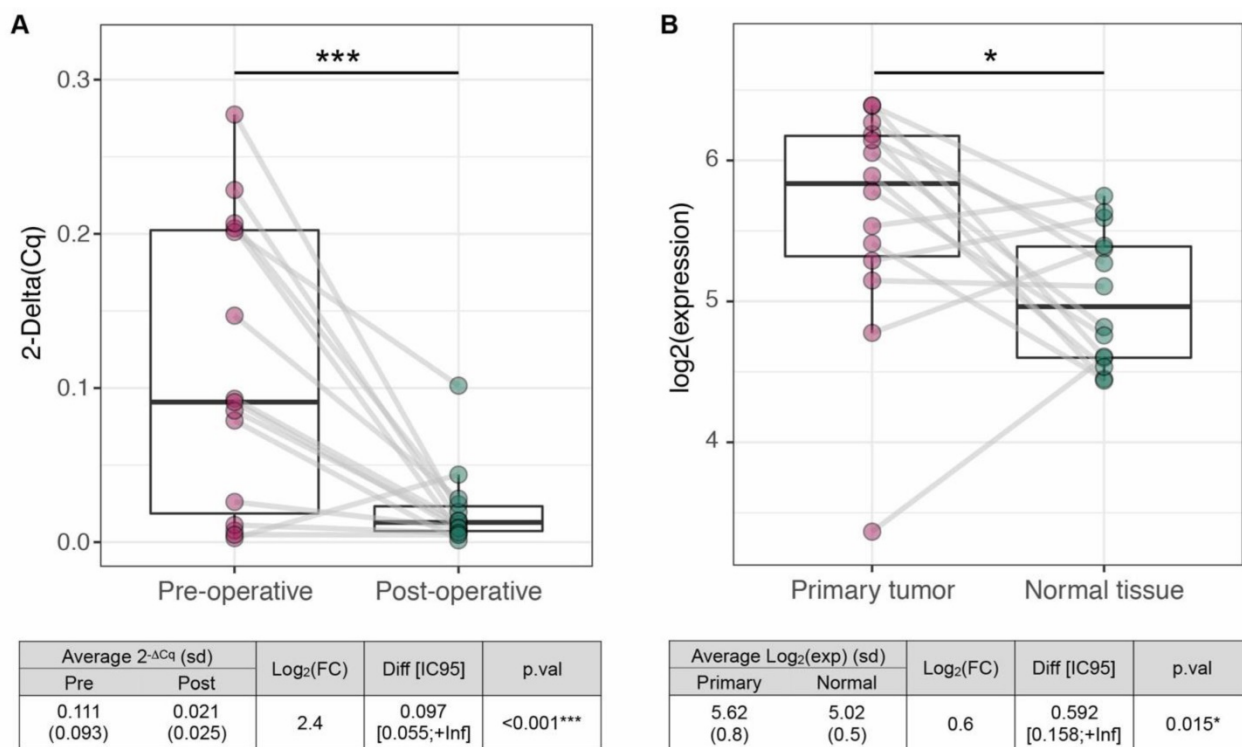 A
***
0.3
0.2
0.1
0.0
2-Delta(Cq)
Pre-operative Post-operative
Average 2-ΔCq (sd) Log2(FC) Diff [IC95] p.val
Pre Post
0.111 0.021 2.4 0.097 <0.001***
(0.093) (0.025) [0.055;+Inf]
B
*
6
5
4
log2(expression)
Primary tumor Normal tissue
Average Log2(exp) (sd) Log2(FC) Diff [IC95] p.val
Primary Normal
5.62 5.02 0.6 0.592 0.015*
(0.8) (0.5) [0.158;+Inf]